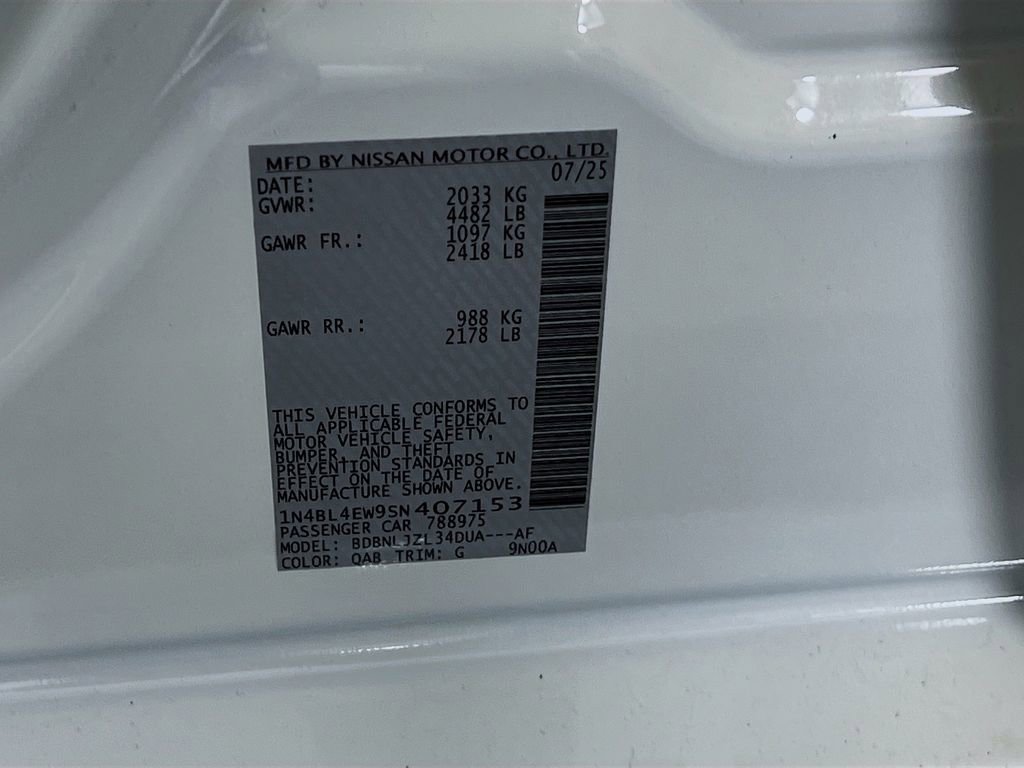 MFD BY NISSAN MOTOR CO., LTD.
DATE: 07/25
GVWR: 2033 KG
4482 LB
GAWR FR.: 1097 KG
2418 LB
GAWR RR.: 988 KG
2178 LB
THIS VEHICLE CONFORMS TO
ALL APPLICABLE FEDERAL
MOTOR VEHICLE SAFETY,
BUMPER, AND THEFT
PREVENTION STANDARDS IN
EFFECT ON THE DATE OF
MANUFACTURE SHOWN ABOVE.
1N4BL4EW9SN407153
PASSENGER CAR 788975
MODEL: BDBNLJZL34DUA---AF
COLOR: QAB TRIM: G 9N00A